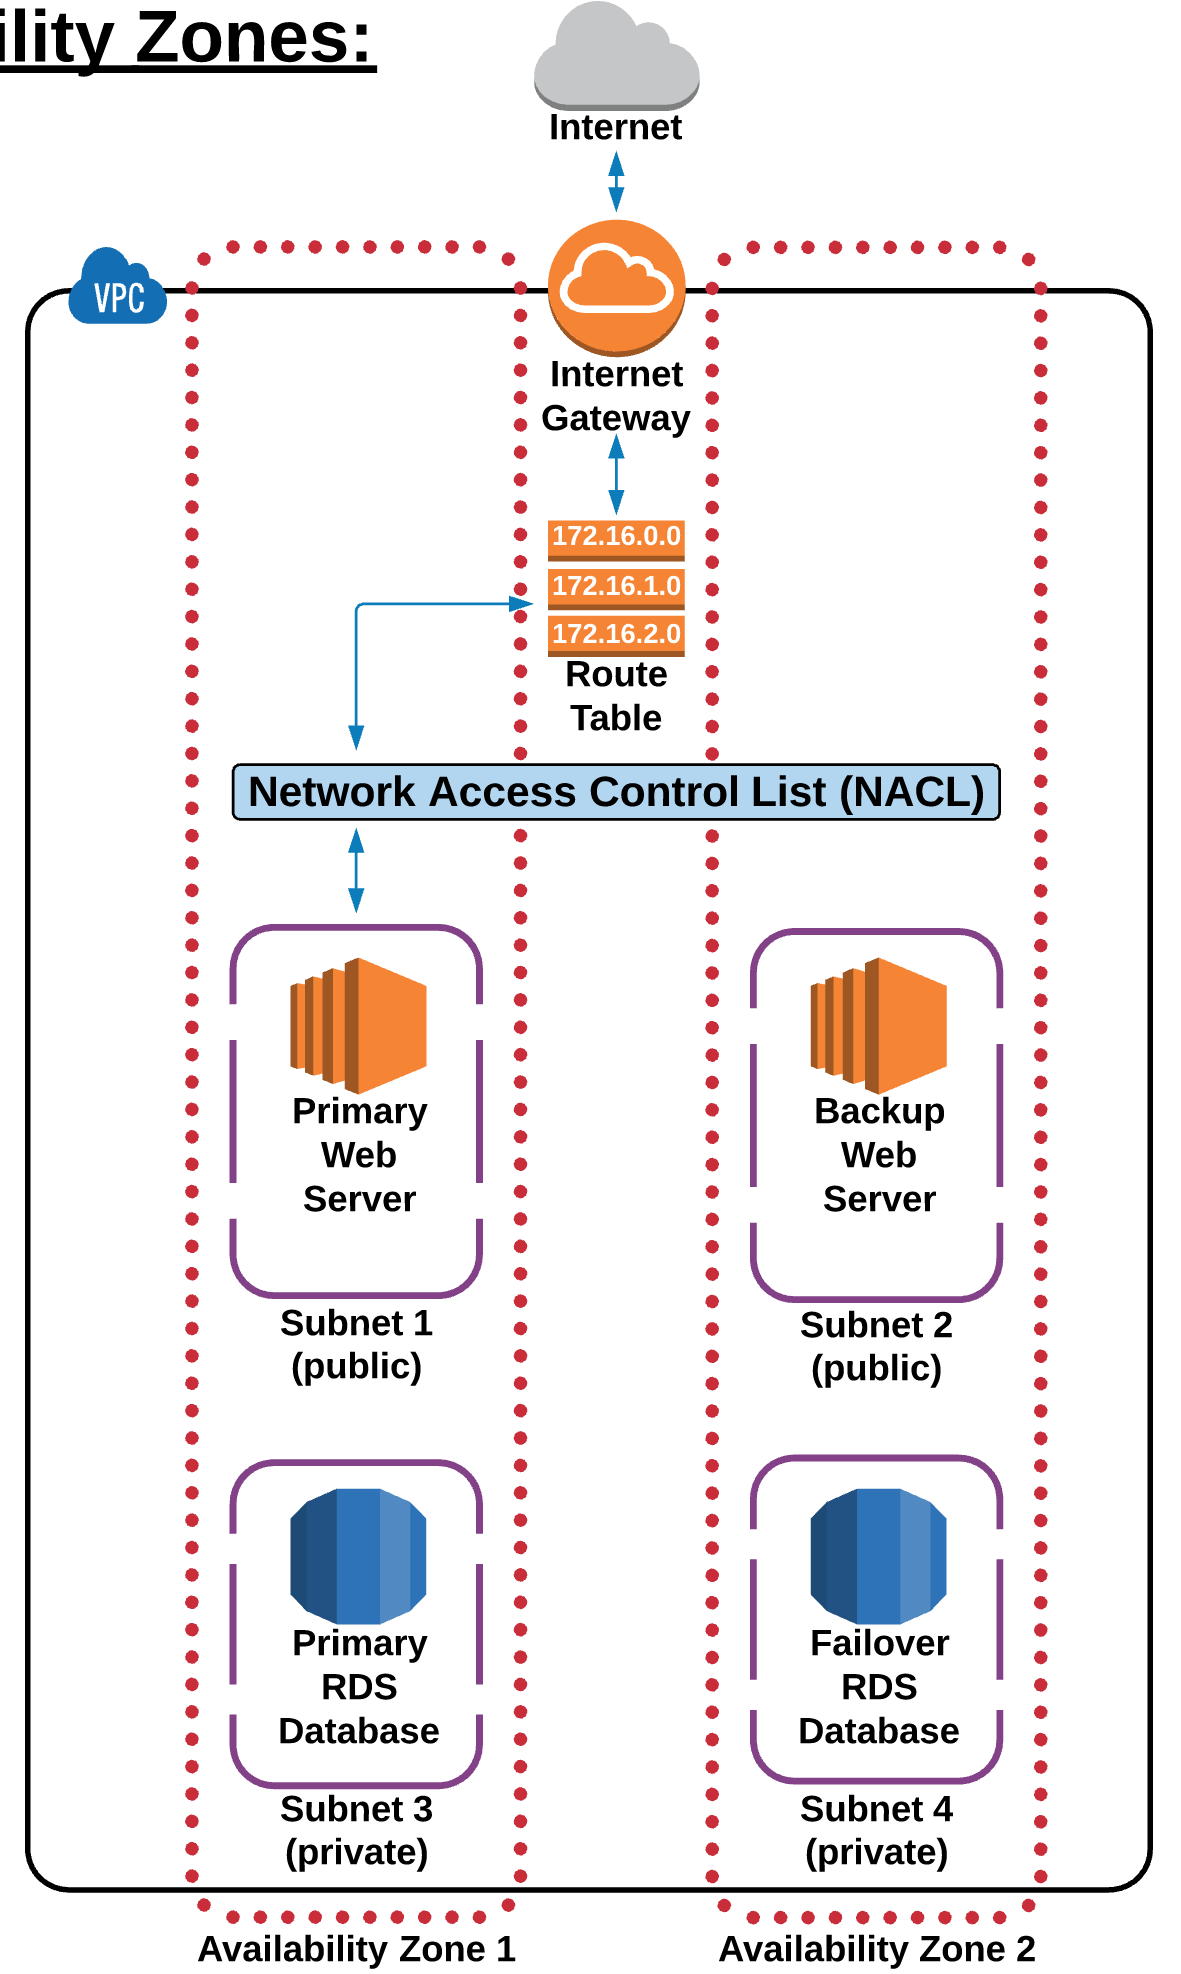 ility Zones:
Internet
VPC
Internet
Gateway
172.16.0.0
172.16.1.0
172.16.2.0
Route
Table
Network Access Control List (NACL)
Primary
Web
Server
Subnet 1
(public)
Backup
Web
Server
Subnet 2
(public)
Primary
RDS
Database
Subnet 3
(private)
Failover
RDS
Database
Subnet 4
(private)
Availability Zone 1
Availability Zone 2